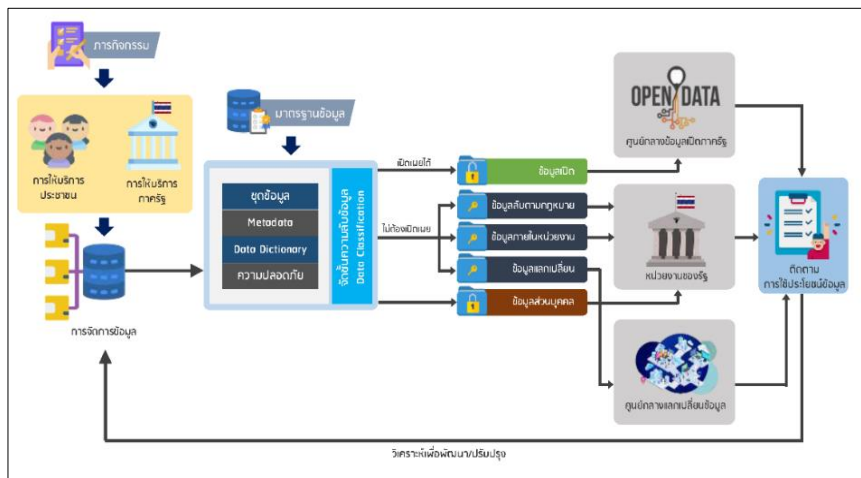 ภารกิจกรรม
การให้บริการ
ประชาชน
การให้บริการ
ภาครัฐ
การจัดการข้อมูล
มาตรฐานข้อมูล
ชุดข้อมูล
Metadata
Data Dictionary
ความปลอดภัย
จัดชั้นความลับข้อมูล
Data Classification
เปิดเผยได้
ไม่ต้องเปิดเผย
ข้อมูลเปิด
ข้อมูลลับตามกฎหมาย
ข้อมูลภายในหน่วยงาน
ข้อมูลแลกเปลี่ยน
ข้อมูลส่วนบุคคล
OPEN DATA
ศูนย์กลางข้อมูลเปิดภาครัฐ
หน่วยงานของรัฐ
ศูนย์กลางแลกเปลี่ยนข้อมูล
ติดตาม
การใช้ประโยชน์ข้อมูล
วิเคราะห์เพื่อพัฒนา/ปรับปรุง